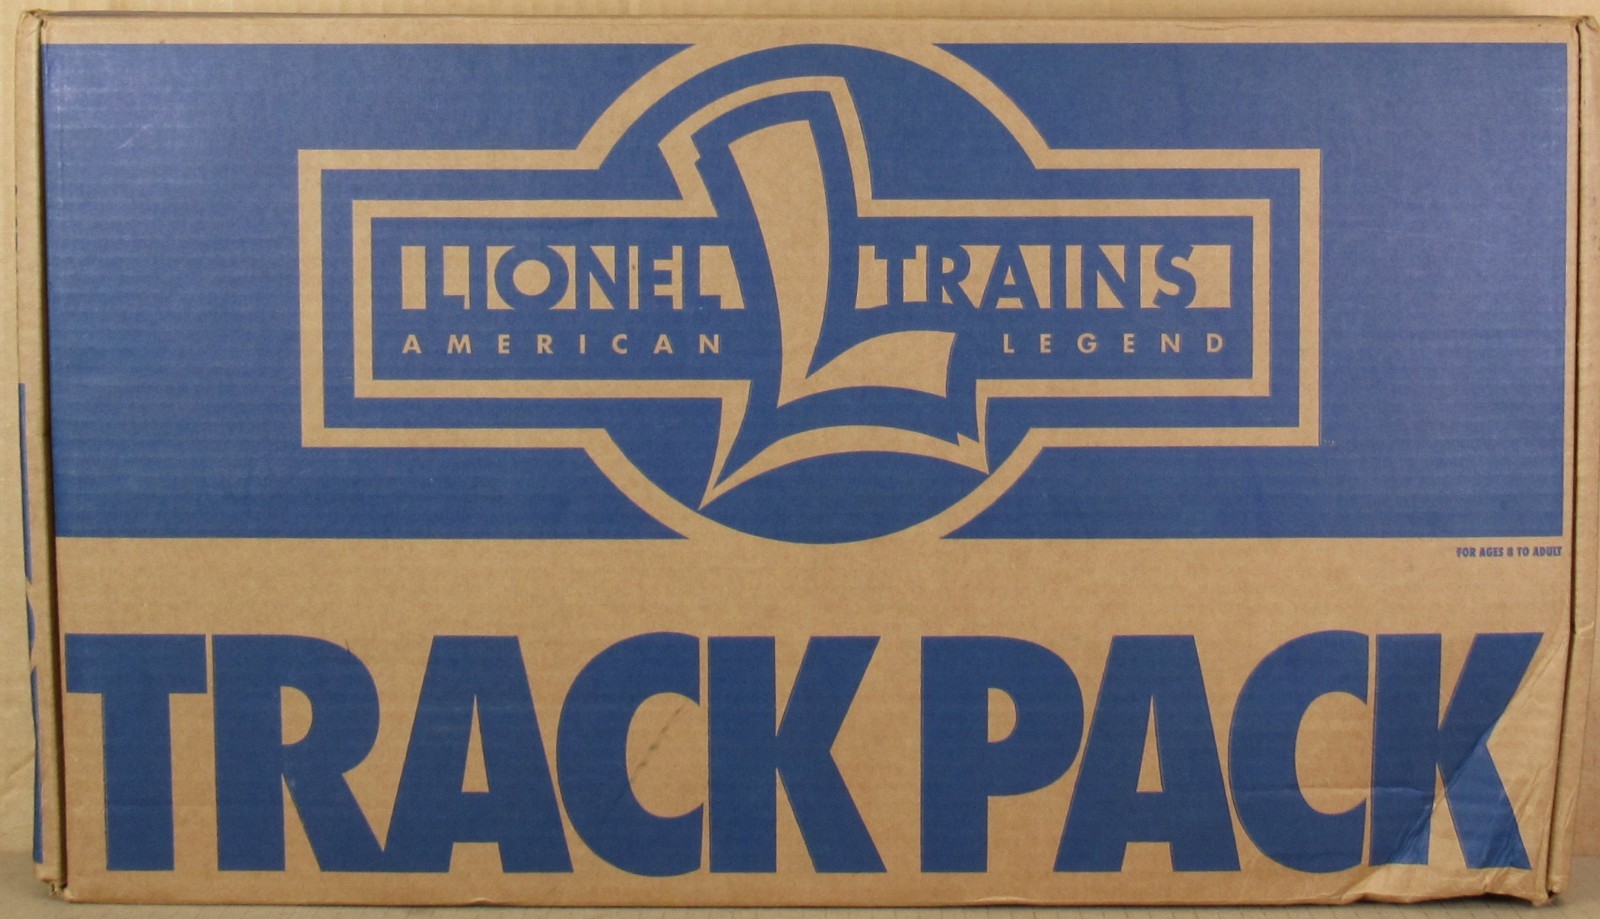 LIONEL L TRAINS
AMERICAN LEGEND
FOR AGES 8 TO ADULT
TRACK PACK